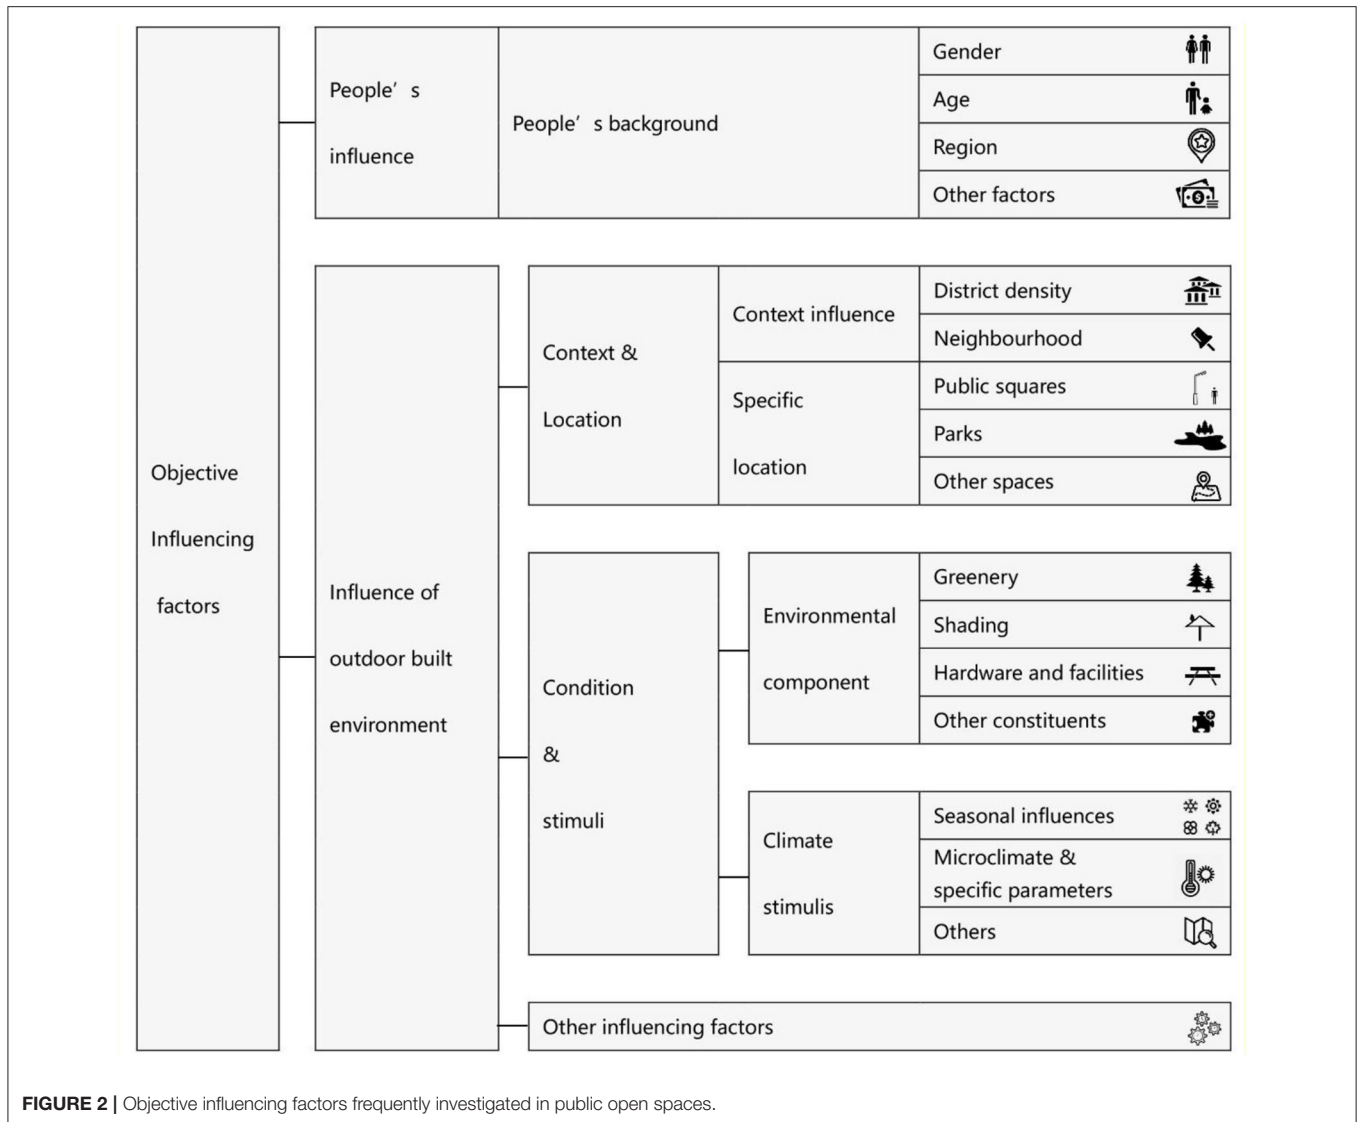 Objective
Influencing
factors
People′ s
influence
People′ s background
Gender
Age
Region
Other factors
Influence of
outdoor built
environment
Context &
Location
Context influence
District density
Neighbourhood
Specific
location
Public squares
Parks
Other spaces
Condition
&
stimuli
Environmental
component
Greenery
Shading
Hardware and facilities
Other constituents
Climate
stimulis
Seasonal influences
Microclimate &
specific parameters
Others
Other influencing factors
FIGURE 2 | Objective influencing factors frequently investigated in public open spaces.